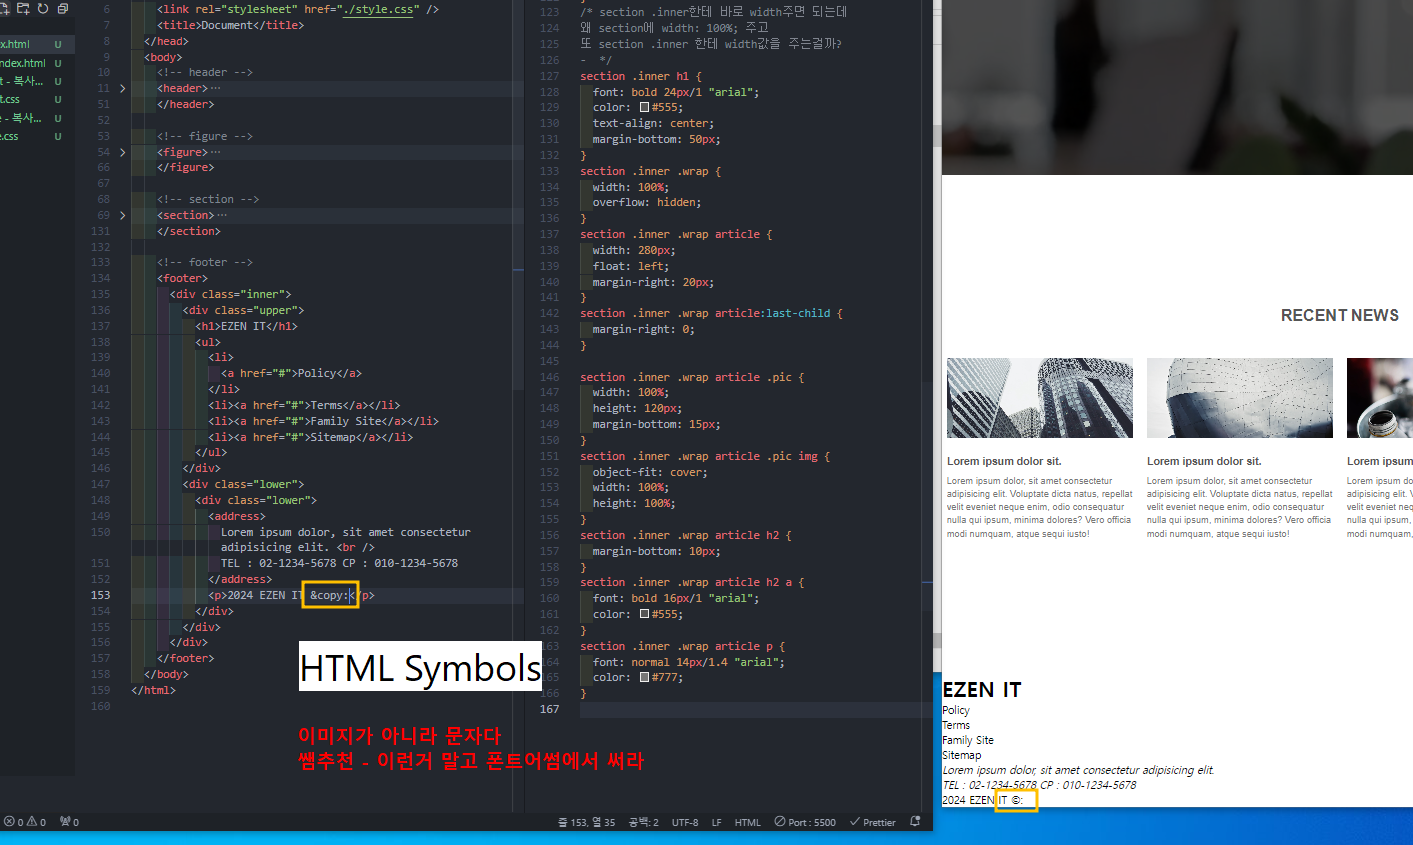 x.html U
ndex.html U
t - 복사... U
t.css U
e - 복사... U
e.css U
6 <link rel="stylesheet" href="./style.css" />
7 <title>Document</title>
8 </head>
9 <body>
10 <!-- header -->
11 <header>…
51 </header>
52
53 <!-- figure -->
54 <figure>…
66 </figure>
67
68 <!-- section -->
69 <section>…
131 </section>
132
133 <!-- footer -->
134 <footer>
135 <div class="inner">
136 <div class="upper">
137 <h1>EZEN IT</h1>
138 <ul>
139 <li>
140 <a href="#">Policy</a>
141 </li>
142 <li><a href="#">Terms</a></li>
143 <li><a href="#">Family Site</a></li>
144 <li><a href="#">Sitemap</a></li>
145 </ul>
146 </div>
147 <div class="lower">
148 <div class="lower">
149 <address>
150 Lorem ipsum dolor, sit amet consectetur
adipisicing elit. <br />
151 TEL : 02-1234-5678 CP : 010-1234-5678
152 </address>
153 <p>2024 EZEN IT &copy:</p>
154 </div>
155 </div>
156 </div>
157 </footer>
158 </body>
159 </html>
160
HTML Symbols
이미지가 아니라 문자다
쌤추천 - 이런거 말고 폰트어썸에서 써라
123 /* section .inner한테 바로 width주면 되는데
124 왜 section에 width: 100%; 주고
125 또 section .inner 한테 width값을 주는걸까?
126 - */
127 section .inner h1 {
128 font: bold 24px/1 "arial";
129 color: #555;
130 text-align: center;
131 margin-bottom: 50px;
132 }
133 section .inner .wrap {
134 width: 100%;
135 overflow: hidden;
136 }
137 section .inner .wrap article {
138 width: 280px;
139 float: left;
140 margin-right: 20px;
141 }
142 section .inner .wrap article:last-child {
143 margin-right: 0;
144 }
145
146 section .inner .wrap article .pic {
147 width: 100%;
148 height: 120px;
149 margin-bottom: 15px;
150 }
151 section .inner .wrap article .pic img {
152 object-fit: cover;
153 width: 100%;
154 height: 100%;
155 }
156 section .inner .wrap article h2 {
157 margin-bottom: 10px;
158 }
159 section .inner .wrap article h2 a {
160 font: bold 16px/1 "arial";
161 color: #555;
162 }
163 section .inner .wrap article p {
164 font: normal 14px/1.4 "arial";
165 color: #777;
166 }
167
RECENT NEWS
Lorem ipsum dolor sit.
Lorem ipsum dolor sit amet consectetur
adipisicing elit. Voluptate dicta natus, repellat
velit eveniet neque enim, odio consequatur
nulla qui ipsum, minima dolores? Vero officia
modi numquam, atque sequi iusto!
Lorem ipsum dolor sit.
Lorem ipsum dolor sit amet consectetur
adipisicing elit. Voluptate dicta natus, repellat
velit eveniet neque enim, odio consequatur
nulla qui ipsum, minima dolores? Vero officia
modi numquam, atque sequi iusto!
Lorem ipsum
Lorem ipsum d
adipisicing elit.
velit eveniet ne
nulla qui ipsum,
modi numquam,
EZEN IT
Policy
Terms
Family Site
Sitemap
Lorem ipsum dolor, sit amet consectetur adipisicing elit.
TEL : 02-1234-5678 CP : 010-1234-5678
2024 EZEN IT ©:
0 0 0 줄 153, 열 35 공백: 2 UTF-8 LF HTML Port : 5500 Prettier